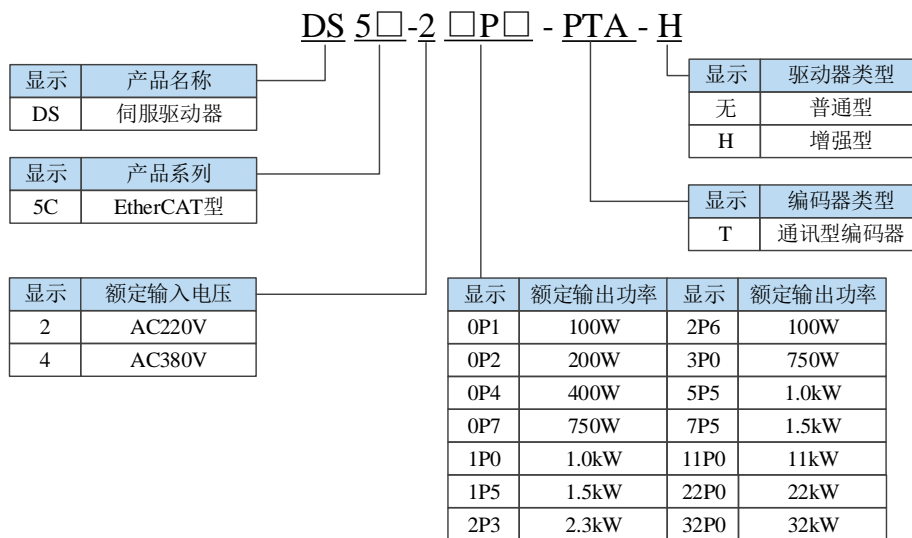 DS 5□-2 □P□ - PTA - H
显示 产品名称
DS 伺服驱动器
显示 产品系列
5C EtherCAT型
显示 额定输入电压
2 AC220V
4 AC380V
显示 驱动器类型
无 普通型
H 增强型
显示 编码器类型
T 通讯型编码器
显示 额定输出功率 显示 额定输出功率
0P1 100W 2P6 100W
0P2 200W 3P0 750W
0P4 400W 5P5 1.0kW
0P7 750W 7P5 1.5kW
1P0 1.0kW 11P0 11kW
1P5 1.5kW 22P0 22kW
2P3 2.3kW 32P0 32kW